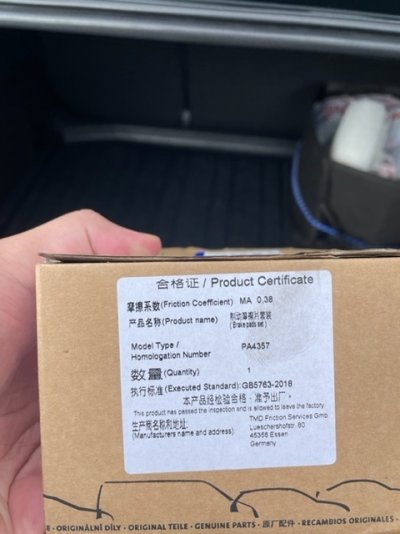 合格证 / Product Certificate
摩擦系数(Friction Coefficient) MA 0.38
产品名称(Product name) 制动摩擦片套装
(Brake pads set)
Model Type /
Homologation Number PA4357
数量(Quantity) 1
执行标准(Executed Standard):GB5763-2018
本产品经检验合格，准予出厂。
This product has passed the inspection and is allowed to leave the factory.
生产商名称和地址:
(Manufacturers name and address)
TMD Friction Services Gmb
Lueschershofstr. 80
45356 Essen
Germany
E · ORIGINÁLNÍ DÍLY · ORIGINAL TEILE · GENUINE PARTS · 原厂配件 · RECAMBIOS ORIGINALES ·